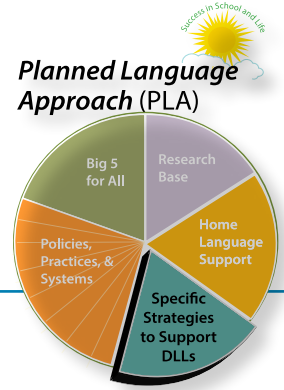 Success in School and Life
Planned Language
Approach (PLA)
Big 5
for All
Research
Base
Home
Language
Support
Policies,
Practices, &
Systems
Specific
Strategies
to Support
DLLs